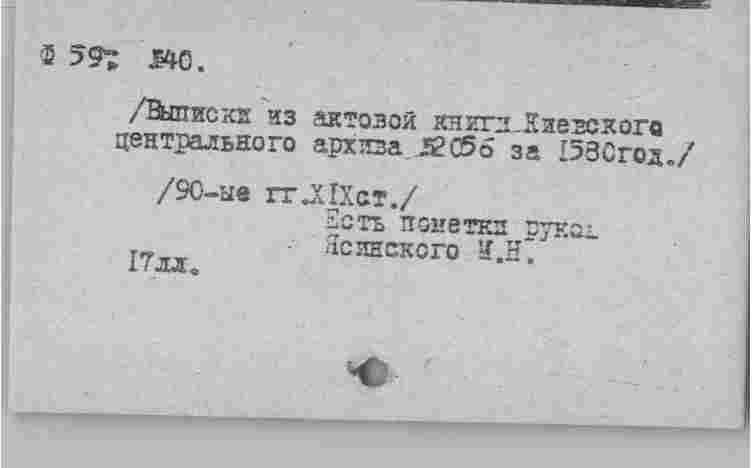 Ф 59 №40.
/Выписки из актовой книги Киевского
центрального архива №2056 за 1580год./
/90-ые гг.XIXст./
Есть пометки рукой
Ясинского М.Н.
17лл.